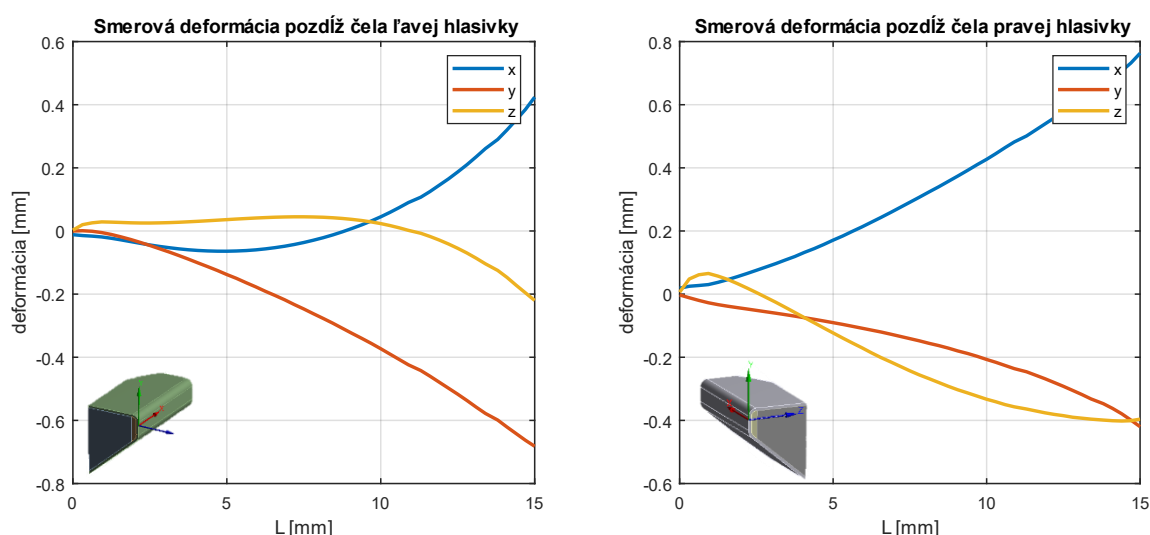 Smerová deformácia pozdĺž čela ľavej hlasivky
0.6
0.4
0.2
0
-0.2
-0.4
-0.6
-0.8
deformácia [mm]
x
y
z
0
5
10
15
L [mm]
Smerová deformácia pozdĺž čela pravej hlasivky
0.8
0.6
0.4
0.2
0
-0.2
-0.4
-0.6
deformácia [mm]
x
y
z
Y
Z
0
5
10
15
L [mm]